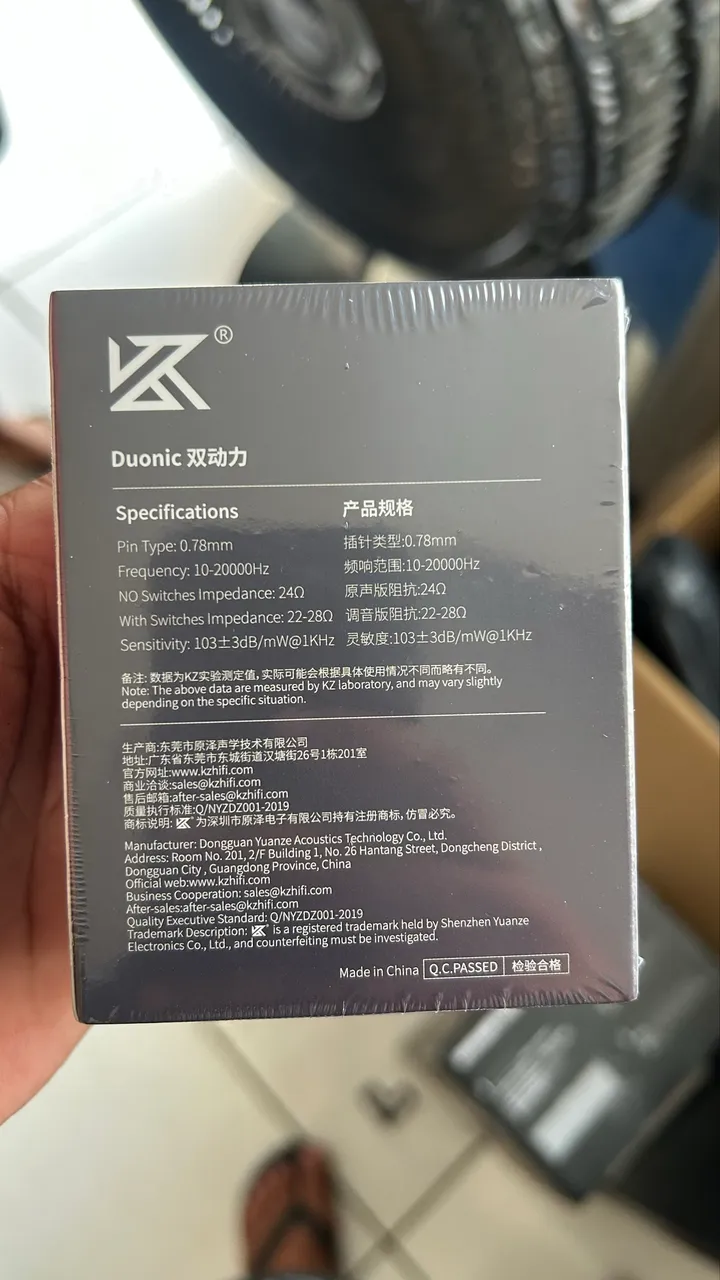 KZ®
Duonic 双动力
Specifications
Pin Type: 0.78mm
Frequency: 10-20000Hz
NO Switches Impedance: 24Ω
With Switches Impedance: 22-28Ω
Sensitivity: 103±3dB/mW@1KHz
产品规格
插针类型:0.78mm
频响范围:10-20000Hz
原声版阻抗:24Ω
调音版阻抗:22-28Ω
灵敏度:103±3dB/mW@1KHz
备注: 数据为KZ实验测定值, 实际可能会根据具体使用情况不同而略有不同。
Note: The above data are measured by KZ laboratory, and may vary slightly
depending on the specific situation.
生产商:东莞市原泽声学技术有限公司
地址:广东省东莞市东城街道汉塘街26号1栋201室
官方网址:www.kzhifi.com
商业洽谈:sales@kzhifi.com
售后邮箱:after-sales@kzhifi.com
质量执行标准:Q/NYZDZ001-2019
商标说明: KZ® 为深圳市原泽电子有限公司持有注册商标, 仿冒必究。
Manufacturer: Dongguan Yuanze Acoustics Technology Co., Ltd.
Address: Room No. 201, 2/F Building 1, No. 26 Hantang Street, Dongcheng District ,
Dongguan City , Guangdong Province, China
Official web:www.kzhifi.com
Business Cooperation: sales@kzhifi.com
After-sales:after-sales@kzhifi.com
Quality Executive Standard: Q/NYZDZ001-2019
Trademark Description: KZ® is a registered trademark held by Shenzhen Yuanze
Electronics Co., Ltd., and counterfeiting must be investigated.
Made in China Q.C.PASSED 检验合格